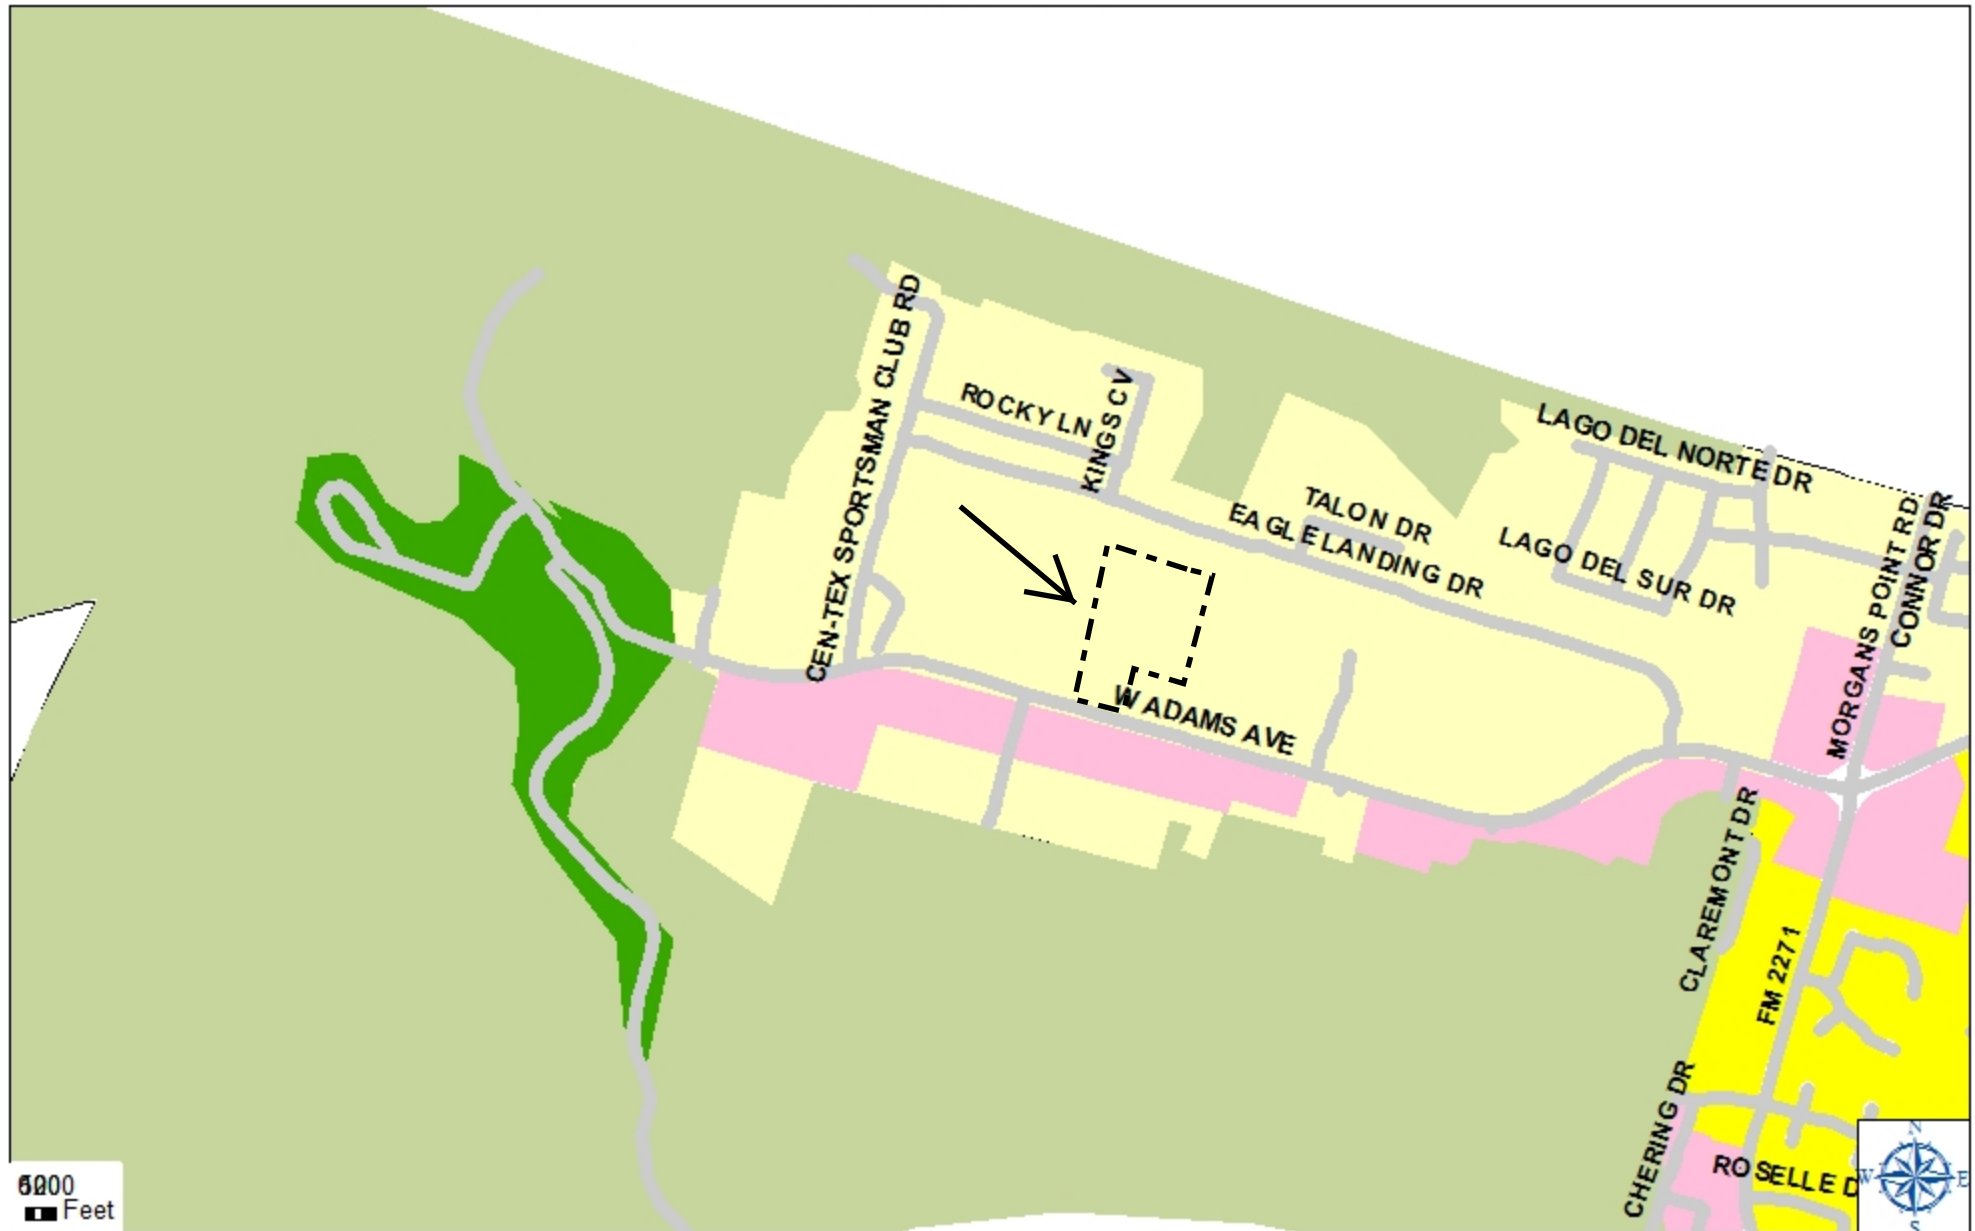 CEN-TEX SPORTSMAN CLUB RD
ROCKY LN
KINGS CV
LAGO DEL NORTE DR
TALON DR
EAGLE LANDING DR
LAGO DEL SUR DR
MORGANS POINT RD
CONNOR DR
W ADAMS AVE
CLAREMONT DR
FM 2271
CHERING DR
ROSELLE D
N
W
E
S
Feet